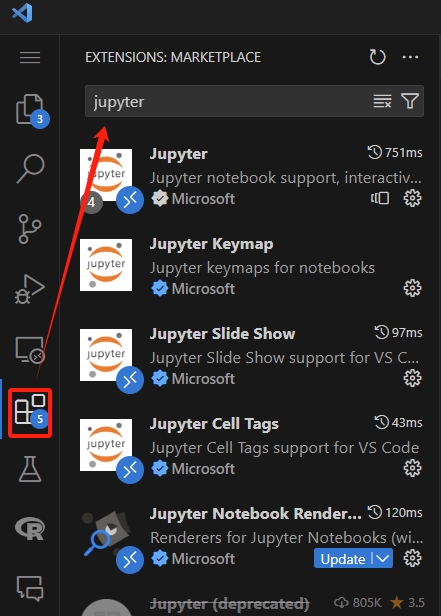 EXTENSIONS: MARKETPLACE
jupyter
3
Jupyter
751ms
Jupyter notebook support, interactiv...
Microsoft
4
jupyter
Jupyter Keymap
Jupyter keymaps for notebooks
Microsoft
jupyter
Jupyter Slide Show
97ms
Jupyter Slide Show support for VS C...
Microsoft
jupyter
5
Jupyter Cell Tags
43ms
Jupyter Cell Tags support for VS Code
Microsoft
jupyter
R
Jupyter Notebook Render...
120ms
Renderers for Jupyter Notebooks (wi...
Microsoft
Update
Jupyter (deprecated)
805K
3.5